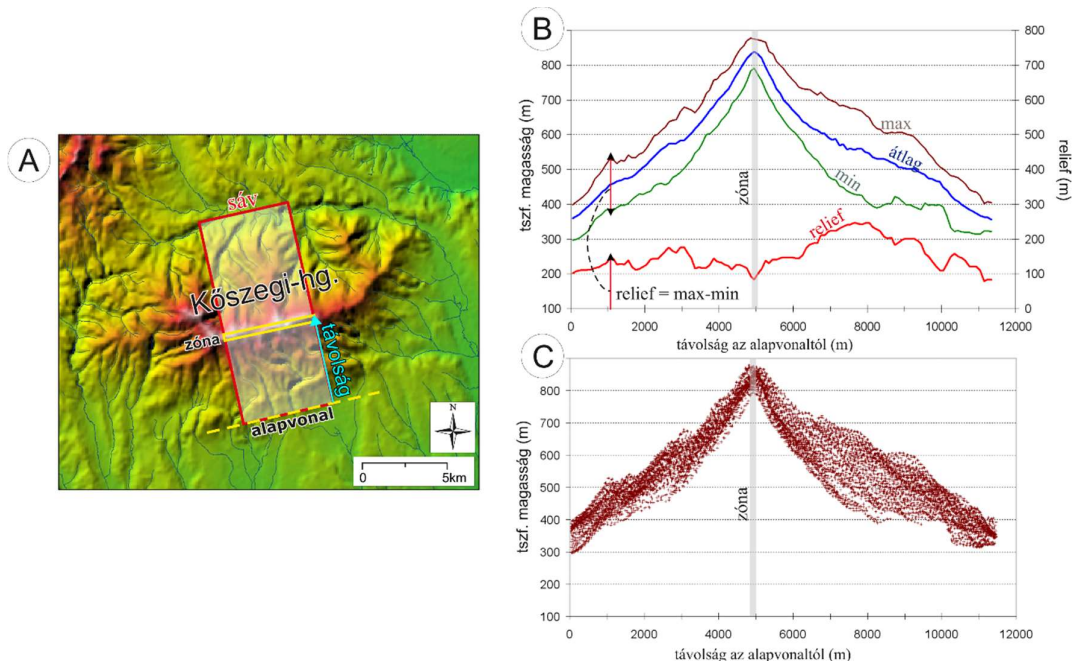 A
sáv
Kőszegi-hg.
zóna
távolság
alapvonal
N
0 5km
B
tszf. magasság (m)
800
700
600
500
400
300
200
100
800
700
600
500
400
300
200
100
0
relief (m)
max
átlag
min
zóna
relief
relief = max-min
0 2000 4000 6000 8000 10000 12000
távolság az alapvonaltól (m)
C
tszf. magasság (m)
800
700
600
500
400
300
200
100
zóna
0 2000 4000 6000 8000 10000 12000
távolság az alapvonaltól (m)